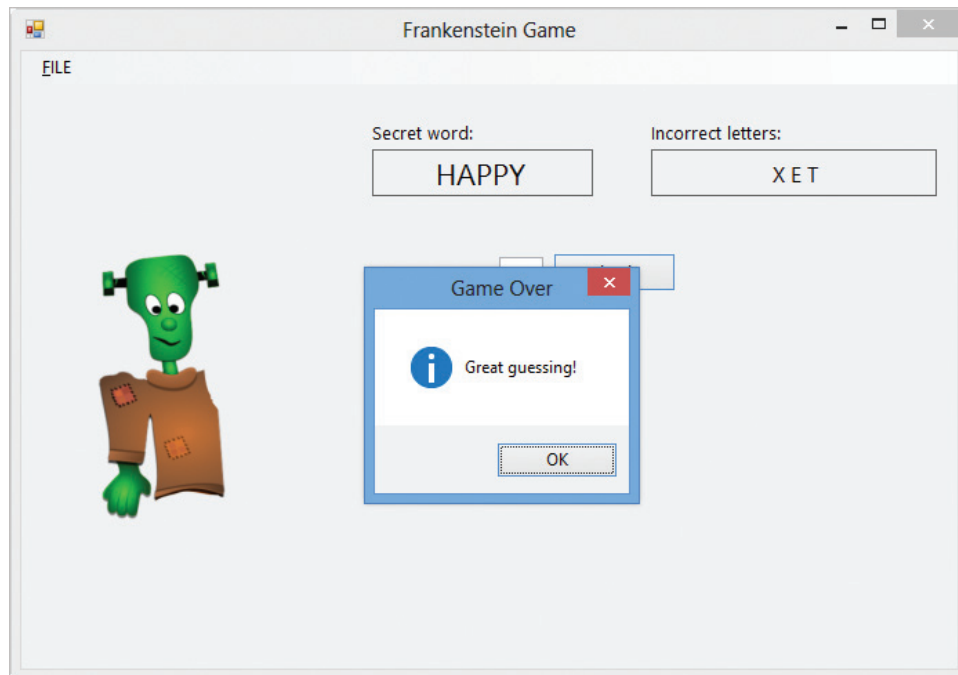 Frankenstein Game
FILE
Secret word: Incorrect letters:
HAPPY X E T
Game Over
Great guessing!
OK